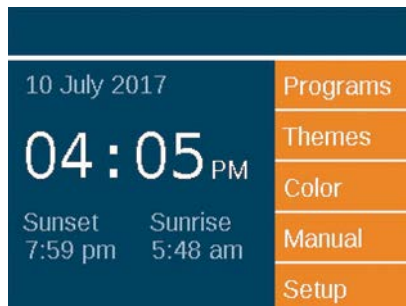 10 July 2017
04:05 PM
Sunset Sunrise
7:59 pm 5:48 am
Programs
Themes
Color
Manual
Setup